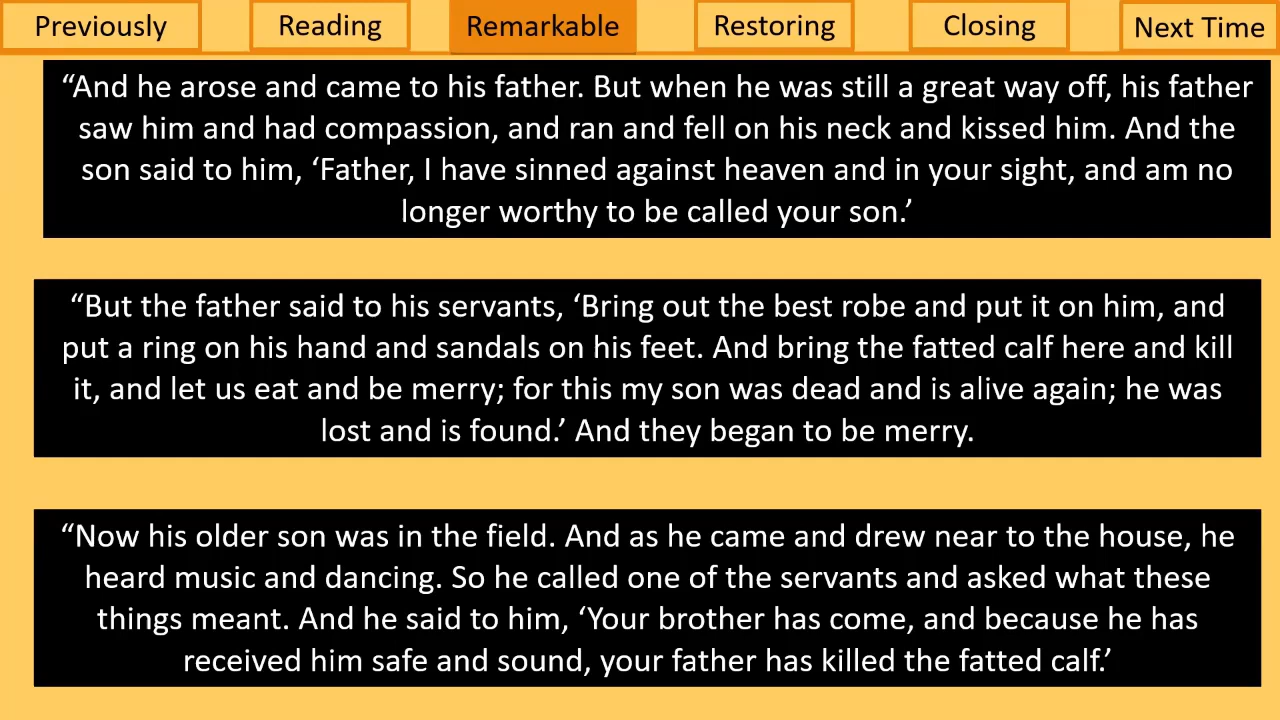 Previously
Reading
Remarkable
Restoring
Closing
Next Time
“And he arose and came to his father. But when he was still a great way off, his father
saw him and had compassion, and ran and fell on his neck and kissed him. And the
son said to him, ‘Father, I have sinned against heaven and in your sight, and am no
longer worthy to be called your son.’
“But the father said to his servants, ‘Bring out the best robe and put it on him, and
put a ring on his hand and sandals on his feet. And bring the fatted calf here and kill
it, and let us eat and be merry; for this my son was dead and is alive again; he was
lost and is found.’ And they began to be merry.
“Now his older son was in the field. And as he came and drew near to the house, he
heard music and dancing. So he called one of the servants and asked what these
things meant. And he said to him, ‘Your brother has come, and because he has
received him safe and sound, your father has killed the fatted calf.’